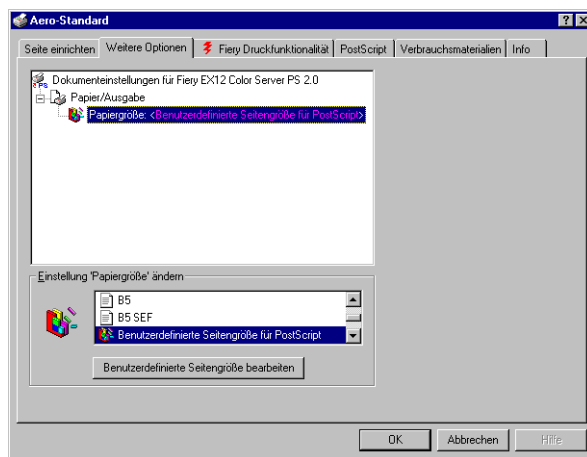 Aero-Standard
Seite einrichten Weitere Optionen Fiery Druckfunktionalität PostScript Verbrauchsmaterialien Info
Dokumenteinstellungen für Fiery EX12 Color Server PS 2.0
Papier/Ausgabe
Papiergröße: <Benutzerdefinierte Seitengröße für PostScript>
Einstellung 'Papiergröße' ändern
B5
B5 SEF
Benutzerdefinierte Seitengröße für PostScript
Benutzerdefinierte Seitengröße bearbeiten
OK Abbrechen Hilfe